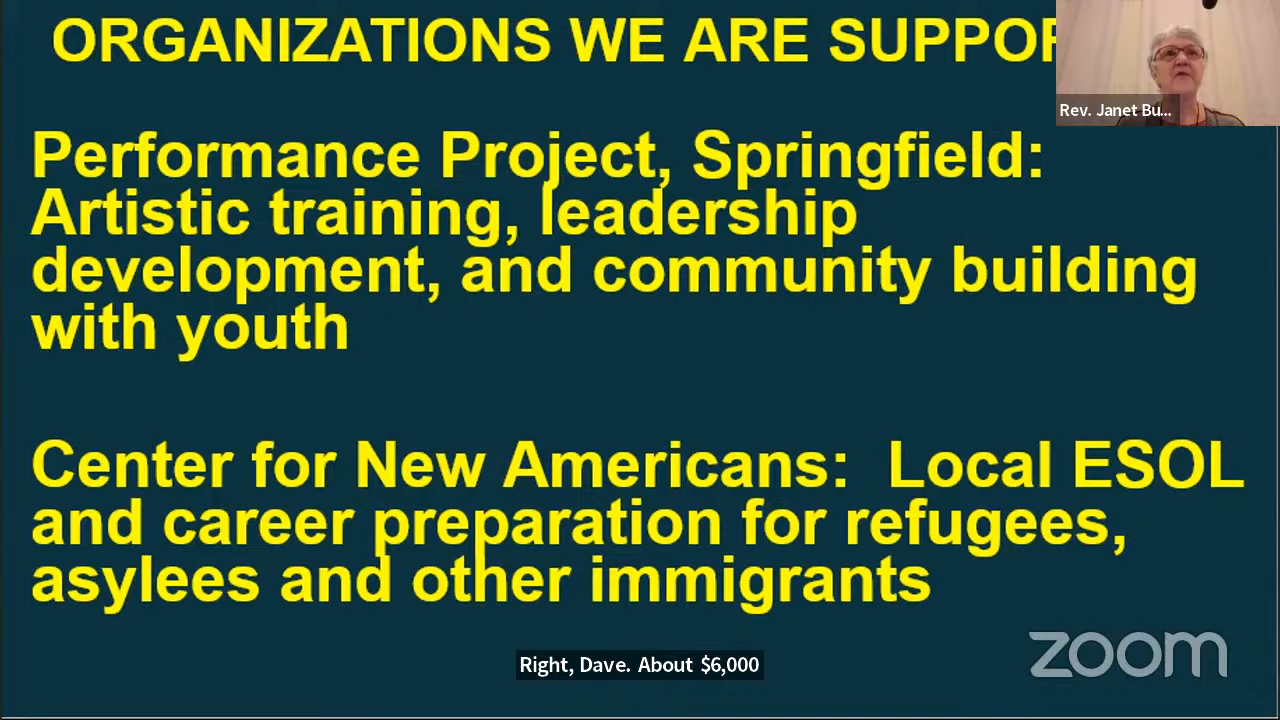 ORGANIZATIONS WE ARE SUPPOR
Rev. Janet Bu...
Performance Project, Springfield:
Artistic training, leadership
development, and community building
with youth
Center for New Americans:  Local ESOL
and career preparation for refugees,
asylees and other immigrants
zoom
Right, Dave. About $6,000